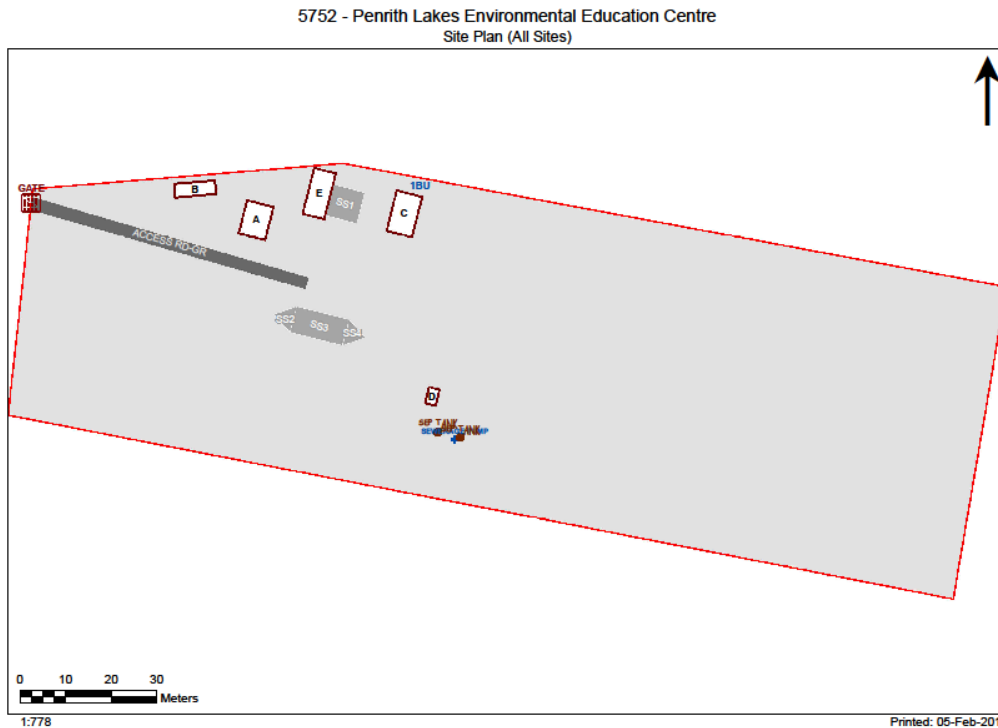 5752 - Penrith Lakes Environmental Education Centre
Site Plan (All Sites)
GATE
B
E
1BU
SS1
A
C
ACCESS RD-GR
SS2
SS3
SS4
D
SEP TANK
0 10 20 30
Meters
1:778
Printed: 05-Feb-201